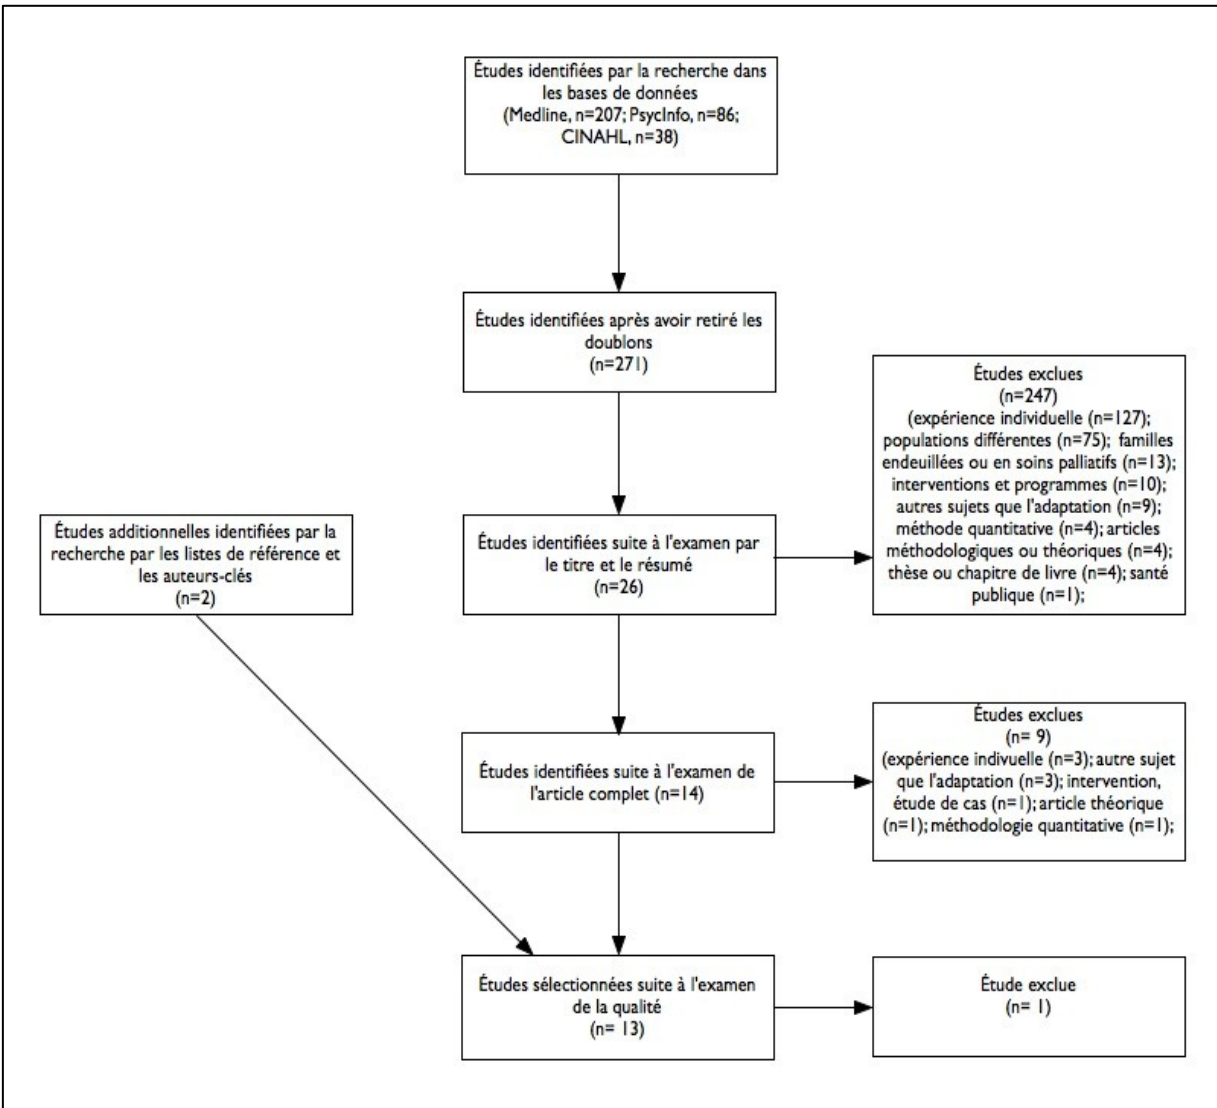 Études identifiées par la recherche dans
les bases de données
(Medline, n=207; PsycInfo, n=86;
CINAHL, n=38)
Études identifiées après avoir retiré les
doublons
(n=271)
Études exclues
(n=247)
(expérience individuelle (n=127);
populations différentes (n=75); familles
endeuillées ou en soins palliatifs (n=13);
interventions et programmes (n=10);
autres sujets que l'adaptation (n=9);
méthode quantitative (n=4); articles
méthodologiques ou théoriques (n=4);
thèse ou chapitre de livre (n=4); santé
publique (n=1);
Études additionnelles identifiées par la
recherche par les listes de référence et
les auteurs-clés
(n=2)
Études identifiées suite à l'examen par
le titre et le résumé
(n=26)
Études identifiées suite à l'examen de
l'article complet (n=14)
Études exclues
(n= 9)
(expérience indivuelle (n=3); autre sujet
que l'adaptation (n=3); intervention,
étude de cas (n=1); article théorique
(n=1); méthodologie quantitative (n=1);
Études sélectionnées suite à l'examen
de la qualité
(n= 13)
Étude exclue
(n= 1)